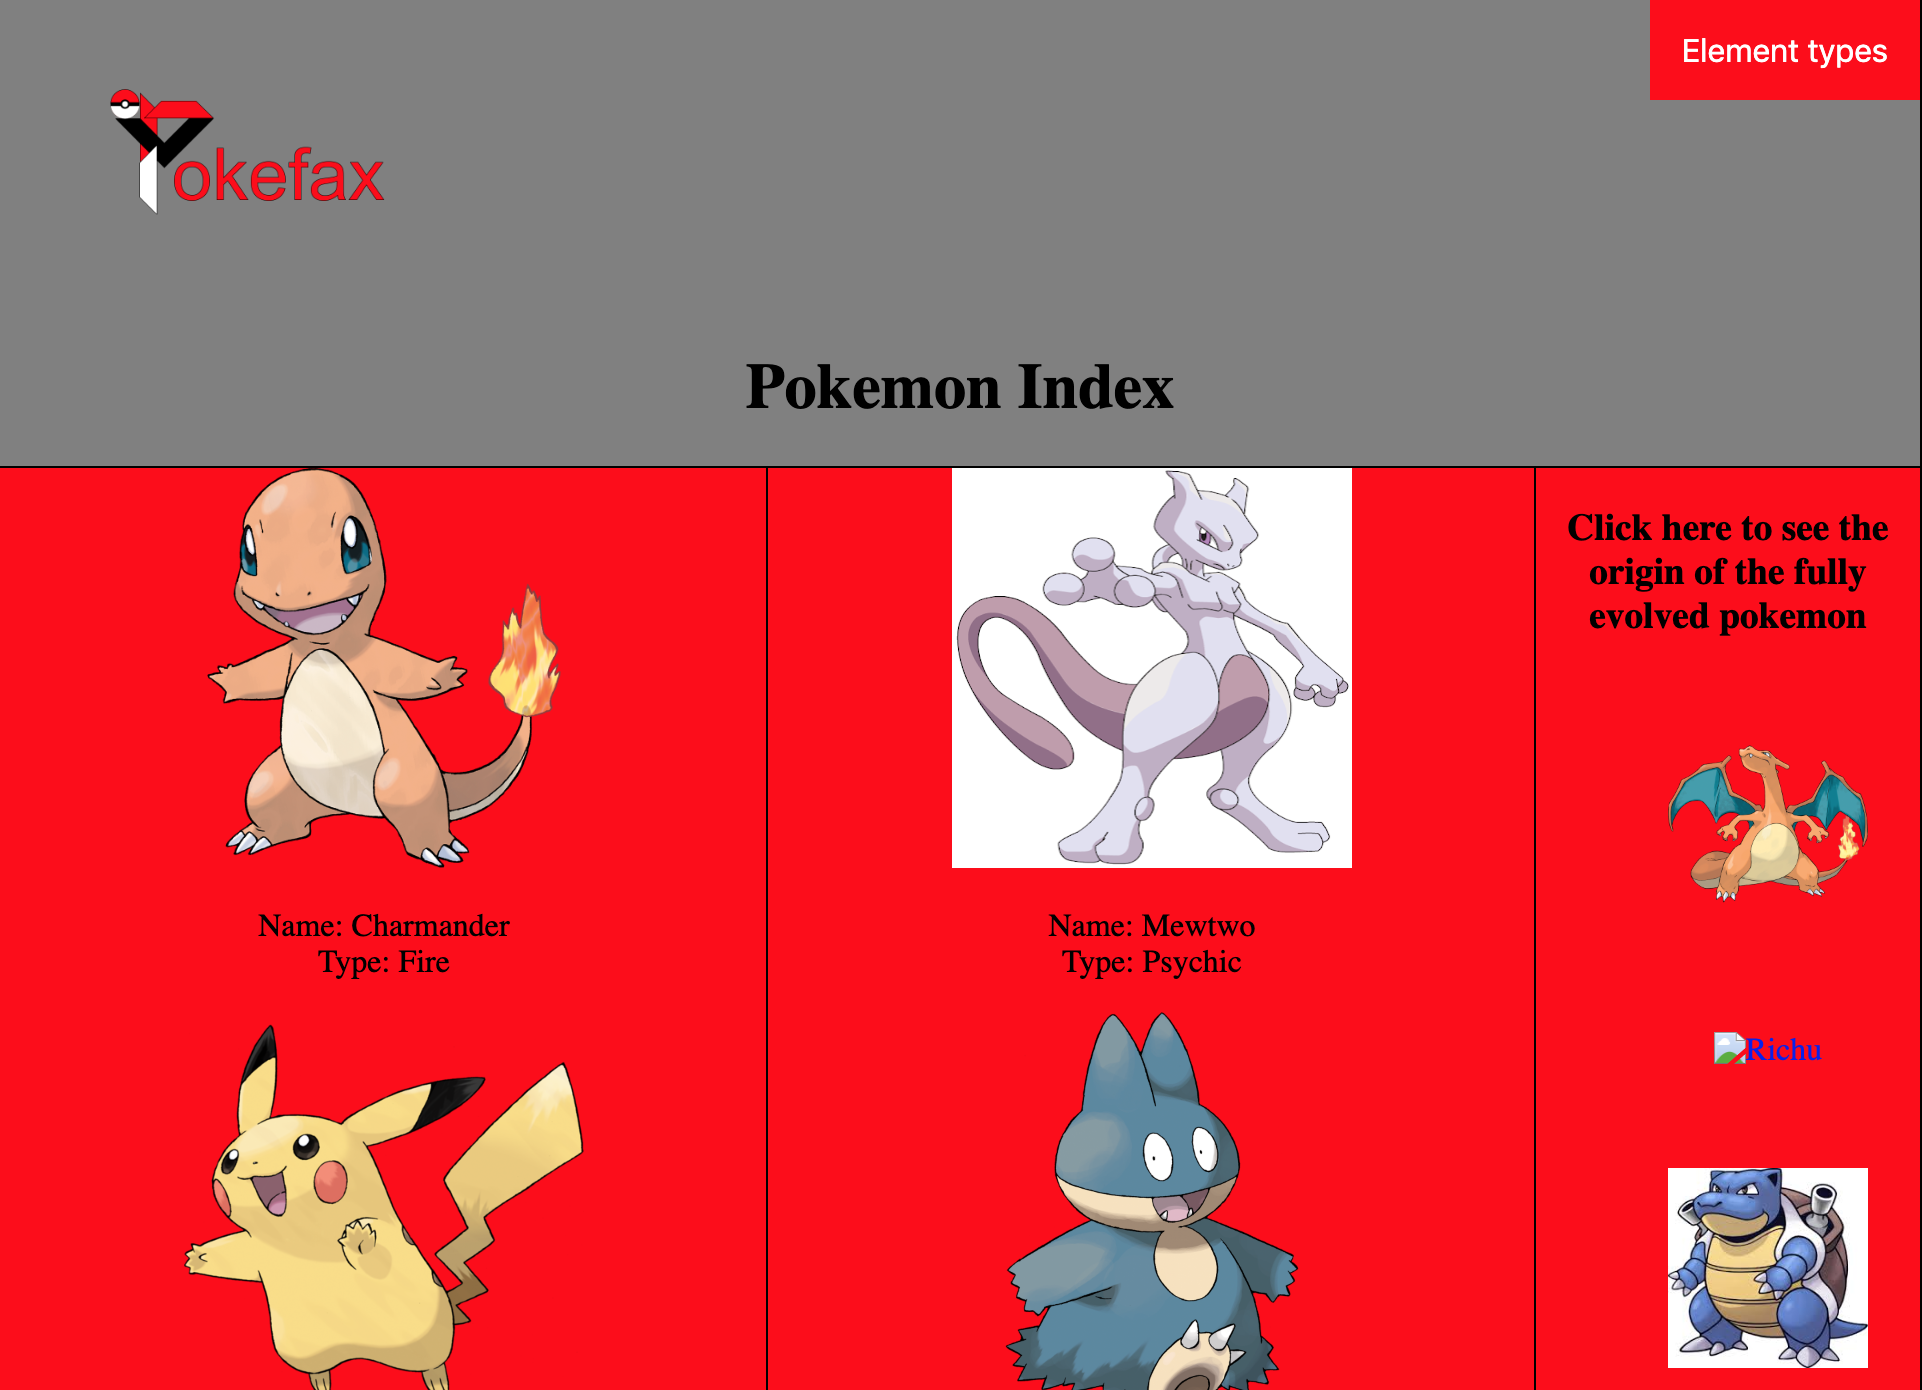 Element types
Pokefax
Pokemon Index
Click here to see the
origin of the fully
evolved pokemon
Name: Charmander
Type: Fire
Name: Mewtwo
Type: Psychic
Richu